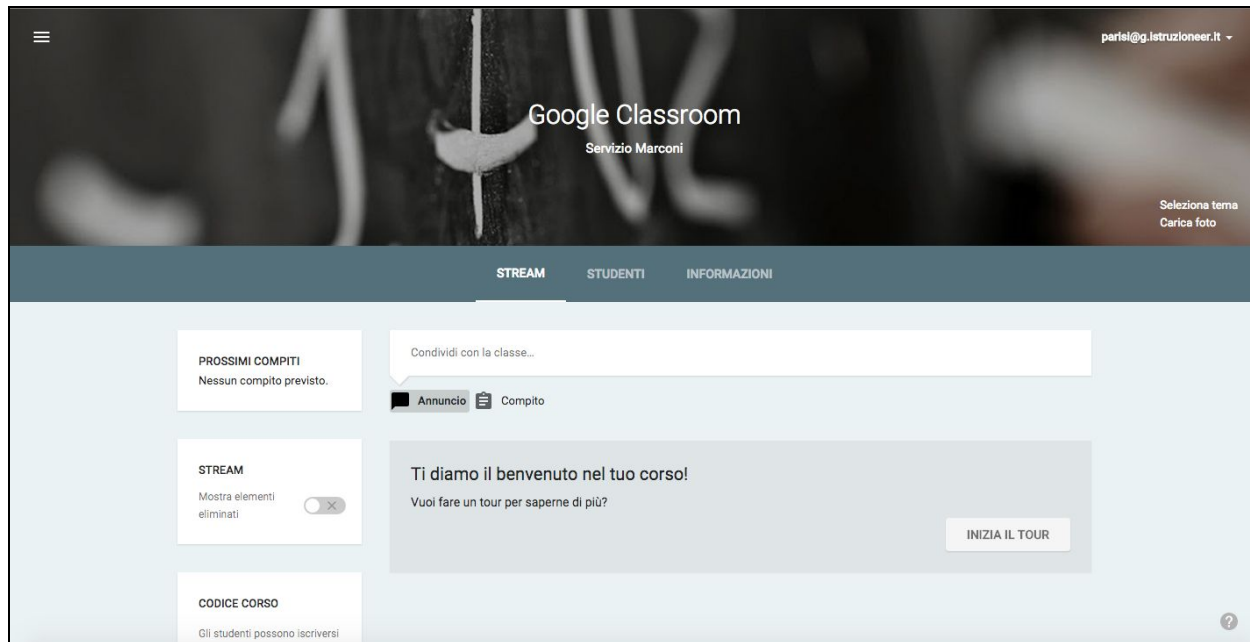 parisi@g.istruzioneer.it
Google Classroom
Servizio Marconi
Seleziona tema
Carica foto
STREAM
STUDENTI
INFORMAZIONI
PROSSIMI COMPITI
Nessun compito previsto.
Condividi con la classe...
Annuncio
Compito
STREAM
Mostra elementi
eliminati
Ti diamo il benvenuto nel tuo corso!
Vuoi fare un tour per saperne di più?
INIZIA IL TOUR
CODICE CORSO
Gli studenti possono iscriversi
?